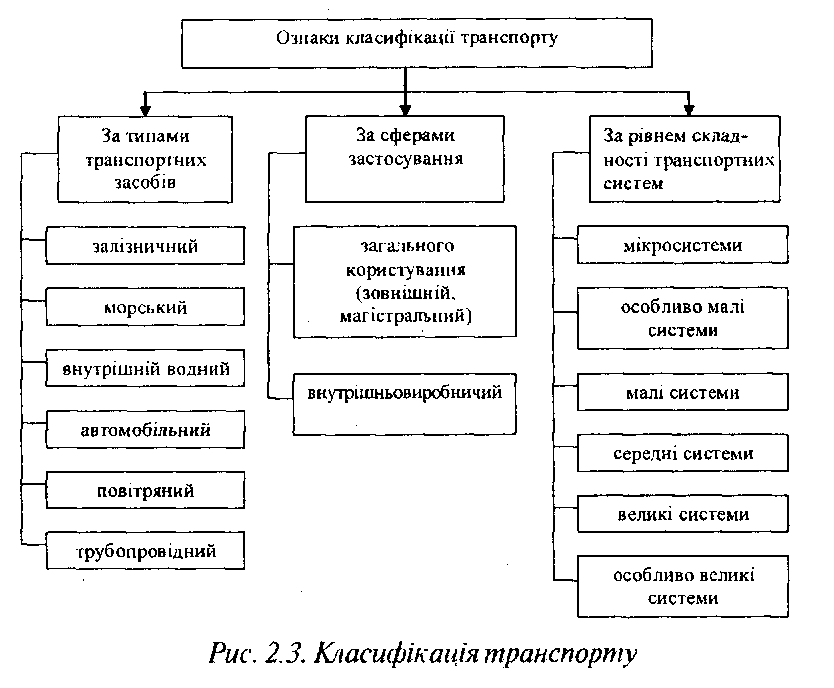 Ознаки класифікації транспорту
За типами
транспортних
засобів
залізничний
морський
внутрішній водний
автомобільний
повітряний
трубопровідний
За сферами
застосування
загального
користування
(зовнішній,
магістральний)
внутрішньовиробничий
За рівнем склад-
ності транспортних
систем
мікросистеми
особливо малі
системи
малі системи
середні системи
великі системи
особливо великі
системи
Рис. 2.3. Класифікація транспорту